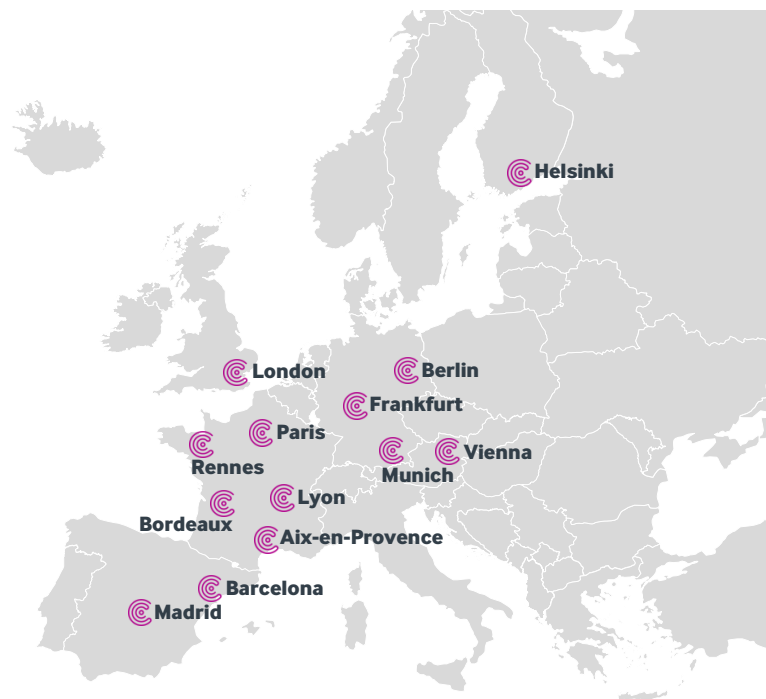 Helsinki
London
Berlin
Frankfurt
Paris
Rennes
Munich
Vienna
Lyon
Bordeaux
Aix-en-Provence
Barcelona
Madrid